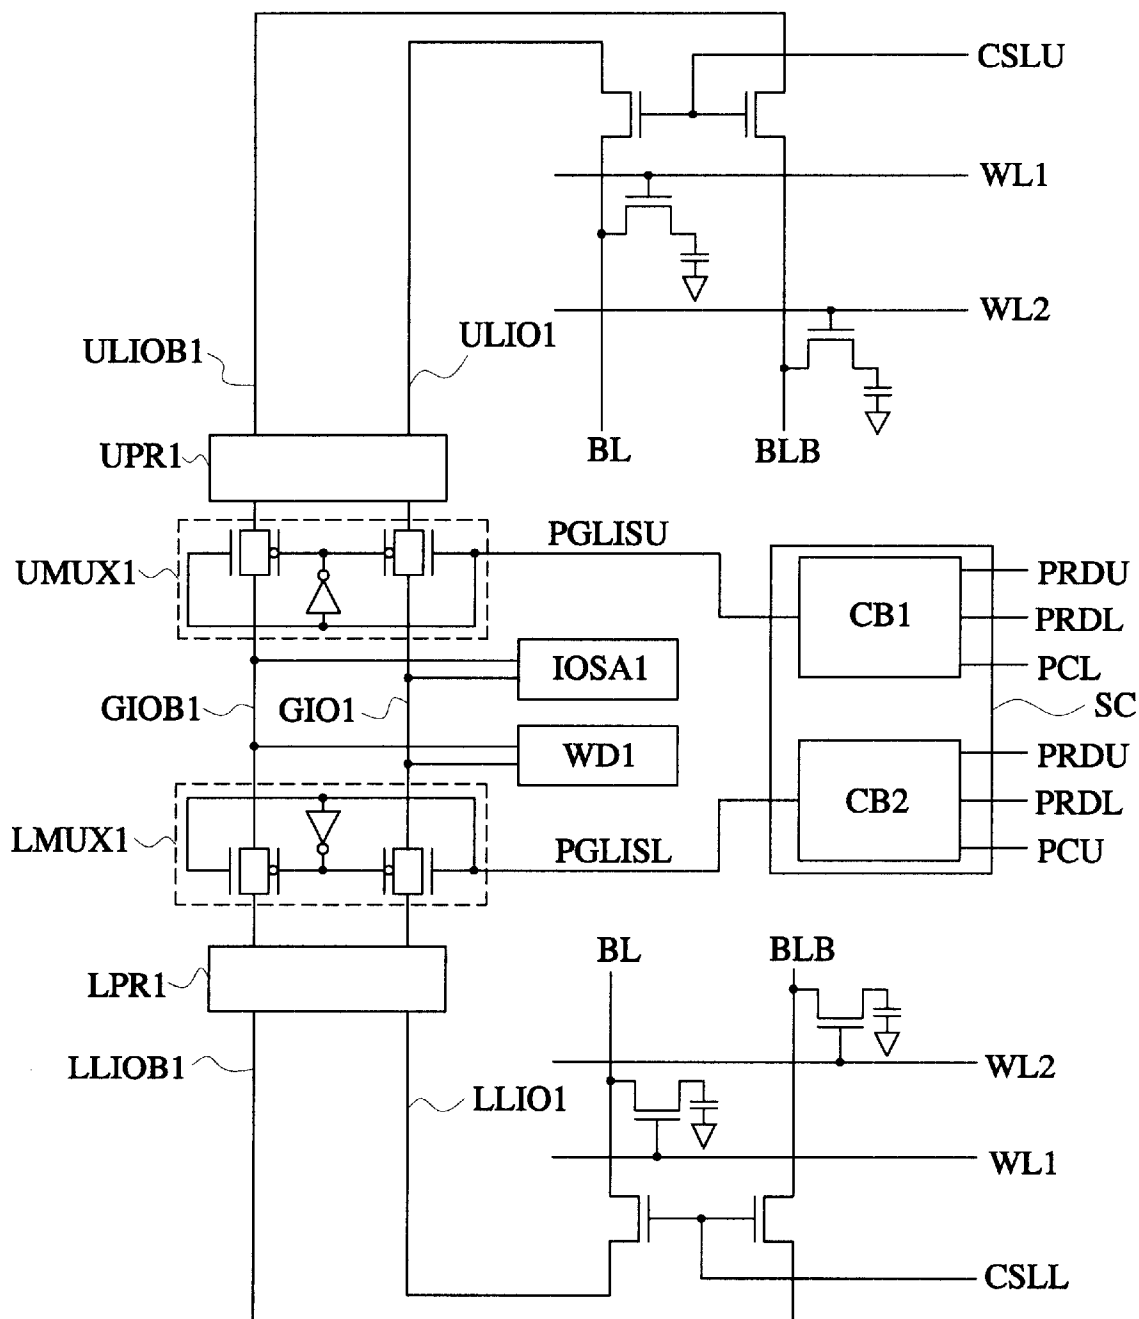 CSLU
WL1
WL2
ULIOB1
ULIO1
BL
BLB
UPR1
PGLISU
UMUX1
CB1
PRDU
PRDL
PCL
IOSA1
GIOB1
GIO1
SC
WD1
PRDU
CB2
PRDL
LMUX1
PGLISL
PCU
BL
BLB
LPR1
LLIOB1
WL2
LLIO1
WL1
CSLL